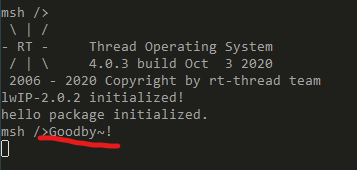 msh />
\ | /
- RT -     Thread Operating System
/ | \     4.0.3 build Oct  3 2020
2006 - 2020 Copyright by rt-thread team
lwIP-2.0.2 initialized!
hello package initialized.
msh />Goodby~!